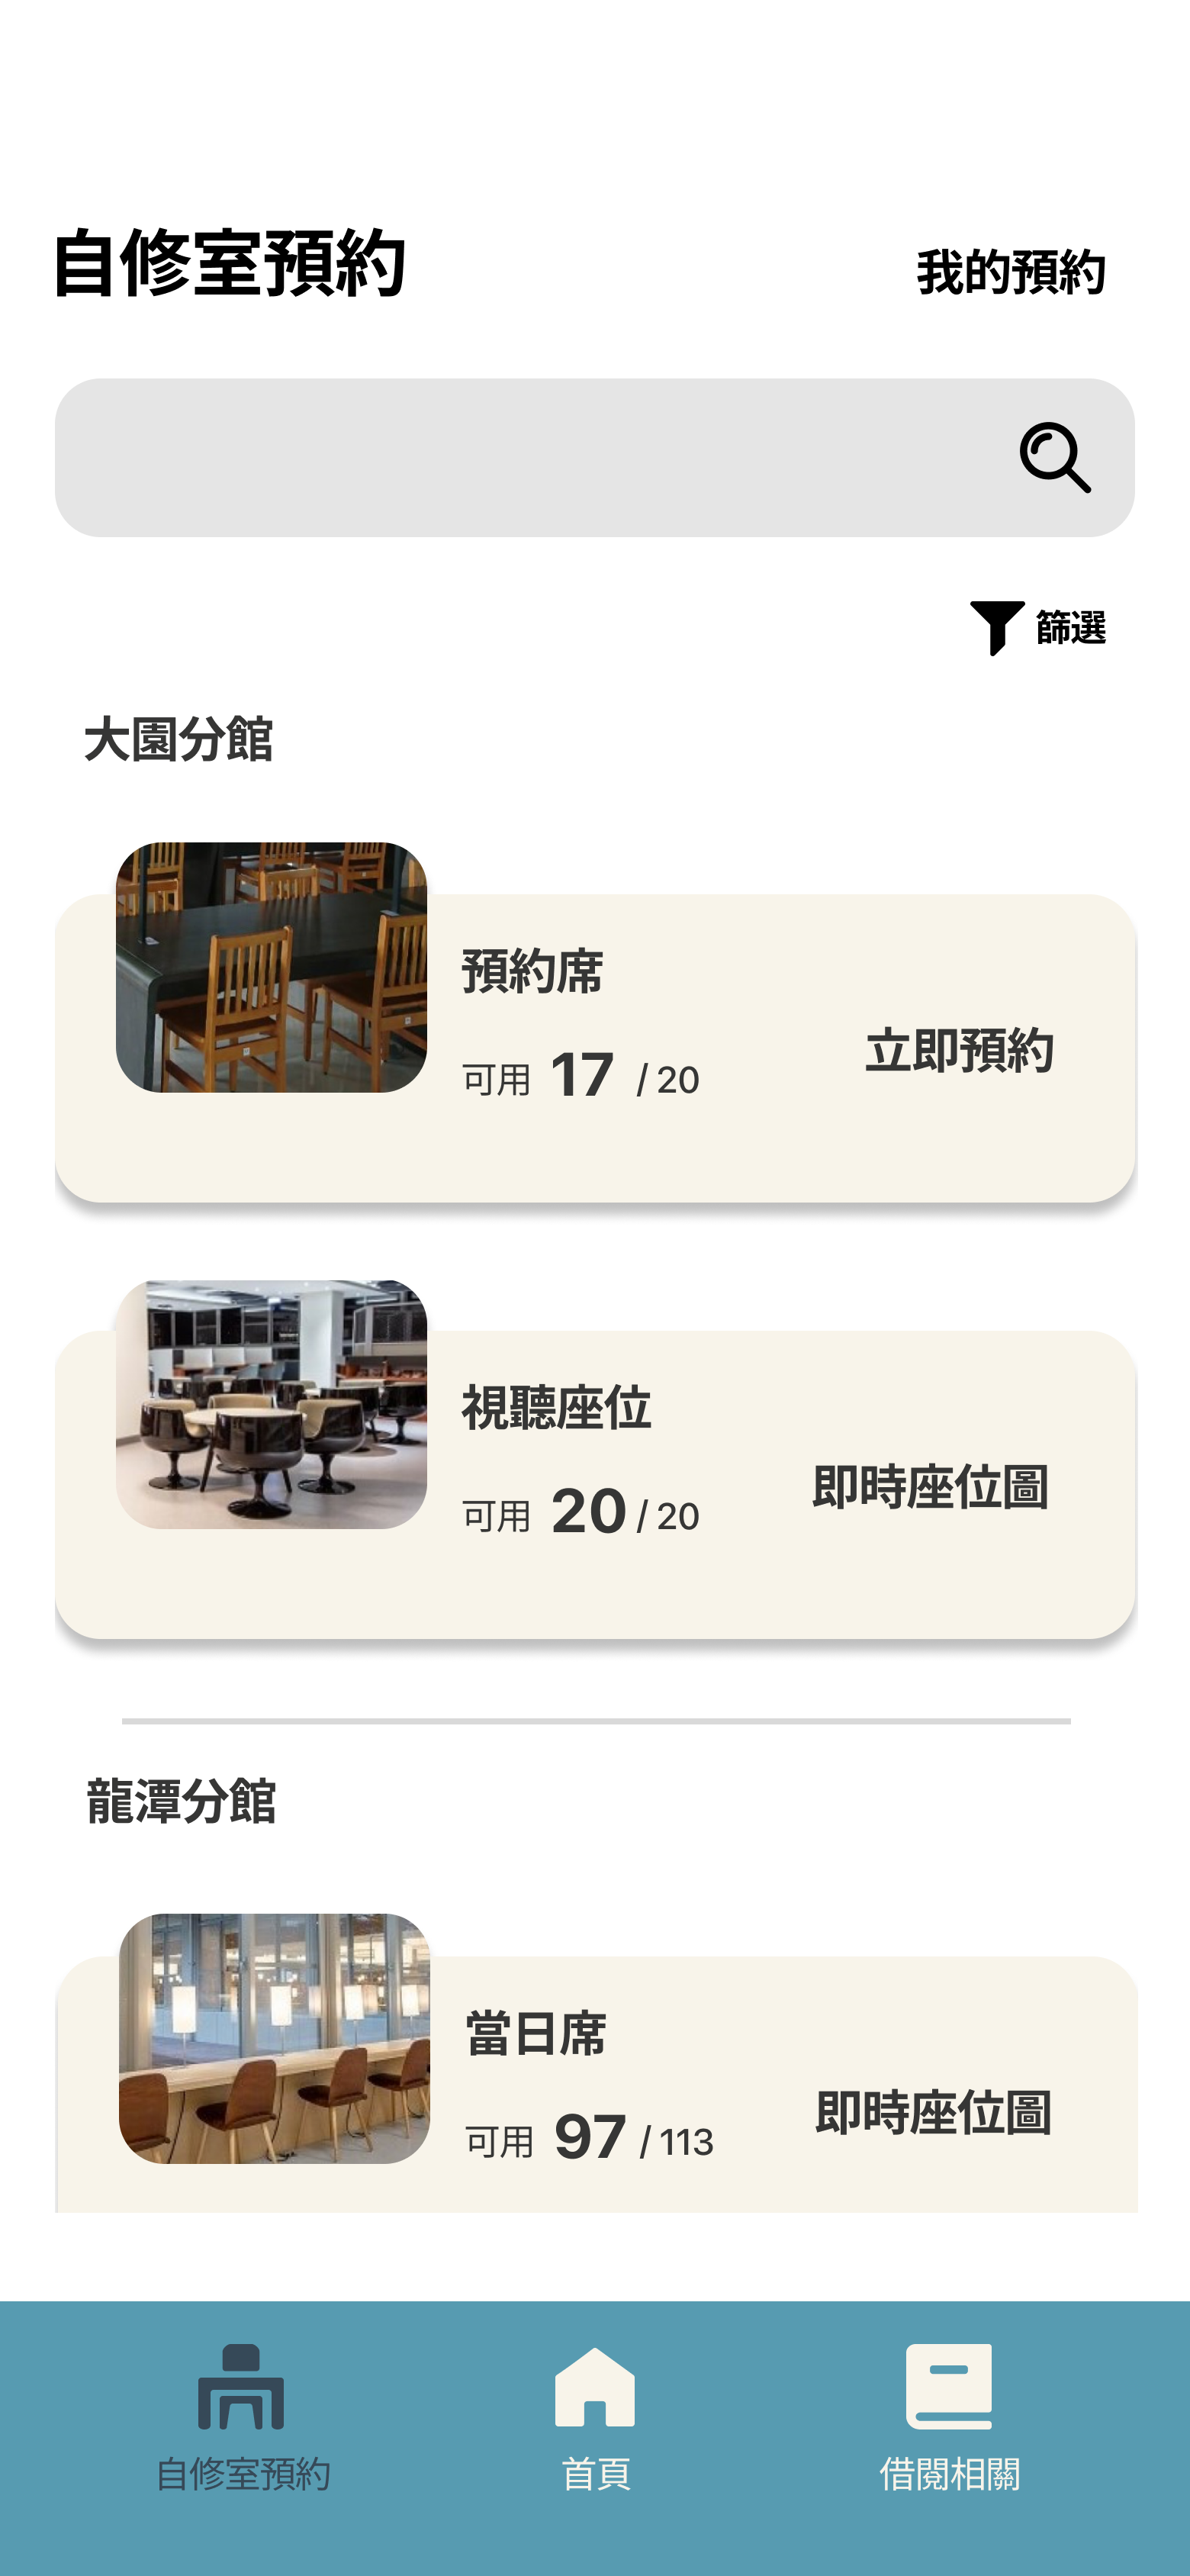 自修室預約
我的預約
篩選
大園分館
預約席
可用 17 / 20
立即預約
視聽座位
可用 20 / 20
即時座位圖
龍潭分館
當日席
可用 97 / 113
即時座位圖
自修室預約
首頁
借閱相關